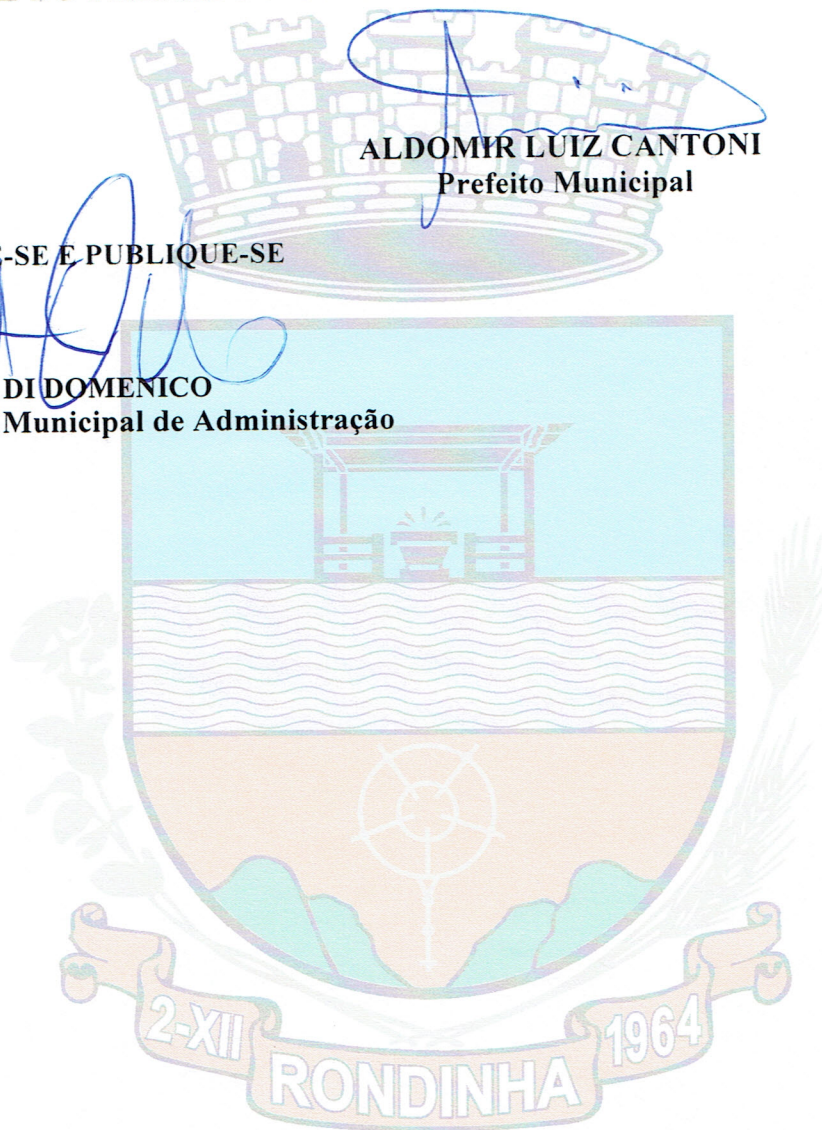 ALDOMIR LUIZ CANTONI
Prefeito Municipal
-SE E PUBLIQUE-SE
DI DOMENICO
Municipal de Administração
2-XII
1964
RONDINHA